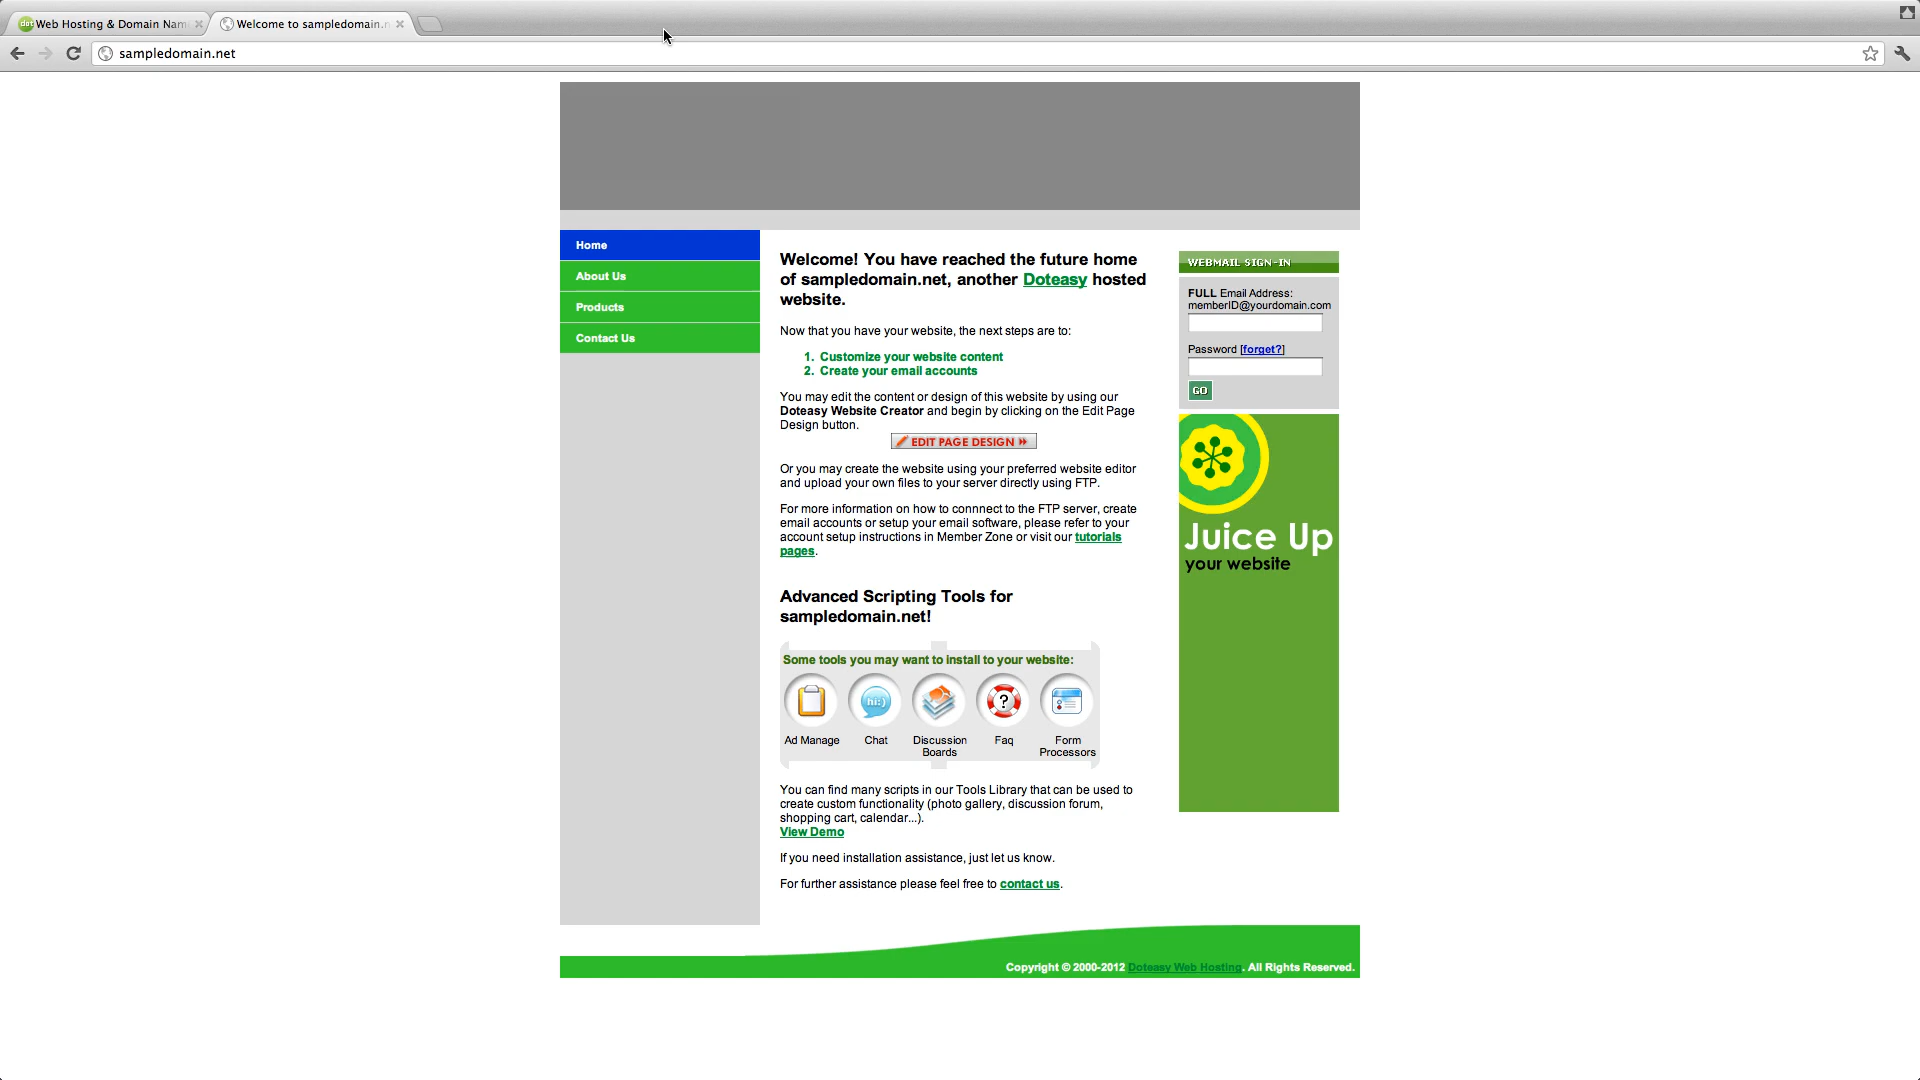 Web Hosting & Domain Nam
Welcome to sampledomain.n
sampledomain.net
Home
About Us
Products
Contact Us
Welcome! You have reached the future home
of sampledomain.net, another Doteasy hosted
website.
Now that you have your website, the next steps are to:
1. Customize your website content
2. Create your email accounts
You may edit the content or design of this website by using our
Doteasy Website Creator and begin by clicking on the Edit Page
Design button.
EDIT PAGE DESIGN
Or you may create the website using your preferred website editor
and upload your own files to your server directly using FTP.
For more information on how to connnect to the FTP server, create
email accounts or setup your email software, please refer to your
account setup instructions in Member Zone or visit our tutorials
pages.
Advanced Scripting Tools for
sampledomain.net!
Some tools you may want to install to your website:
hi:)
?
Ad Manage
Chat
Discussion
Boards
Faq
Form
Processors
You can find many scripts in our Tools Library that can be used to
create custom functionality (photo gallery, discussion forum,
shopping cart, calendar...).
View Demo
If you need installation assistance, just let us know.
For further assistance please feel free to contact us.
WEBMAIL SIGN-IN
FULL Email Address:
memberID@yourdomain.com
Password [forget?]
GO
Juice Up
your website
Copyright © 2000-2012 Doteasy Web Hosting. All Rights Reserved.